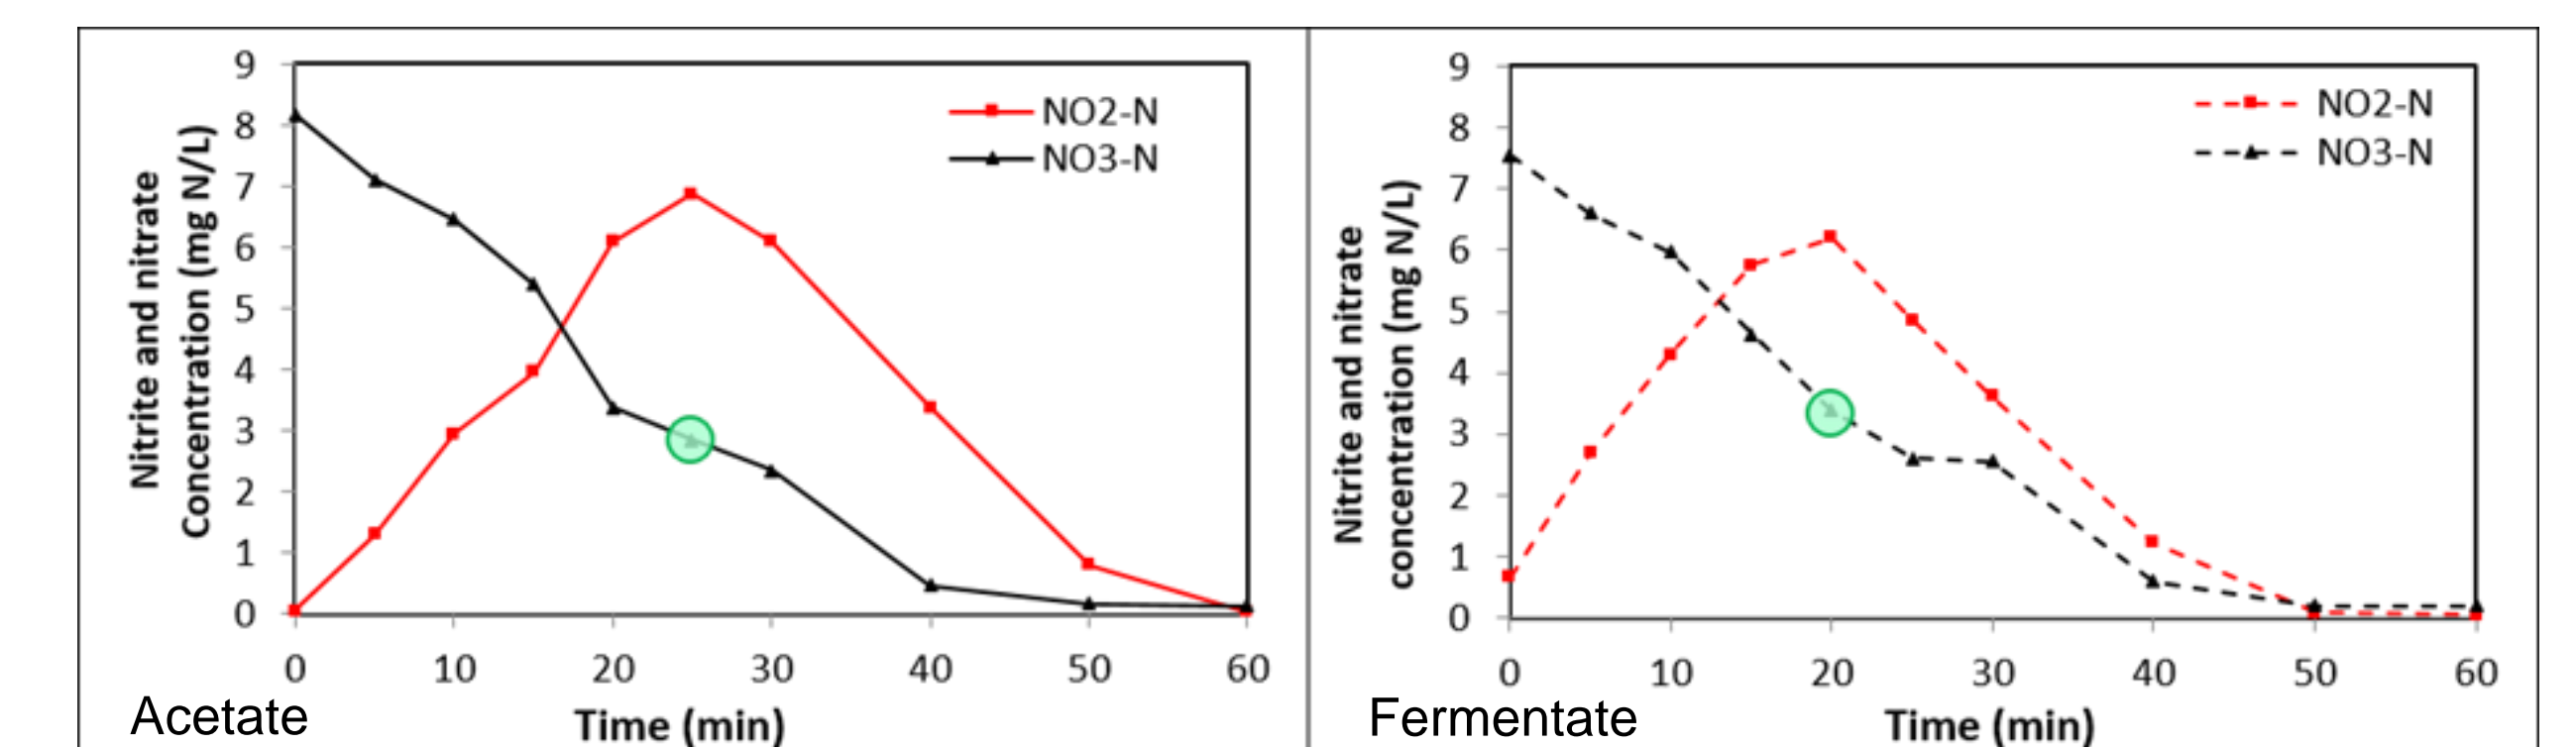 Nitrite and nitrate
Concentration (mg N/L)
9
8
7
6
5
4
3
2
1
0
NO2-N
NO3-N
0 10 20 30 40 50 60
Acetate
Time (min)
Nitrite and nitrate
concentration (mg N/L)
9
8
7
6
5
4
3
2
1
0
NO2-N
NO3-N
0 10 20 30 40 50 60
Fermentate
Time (min)